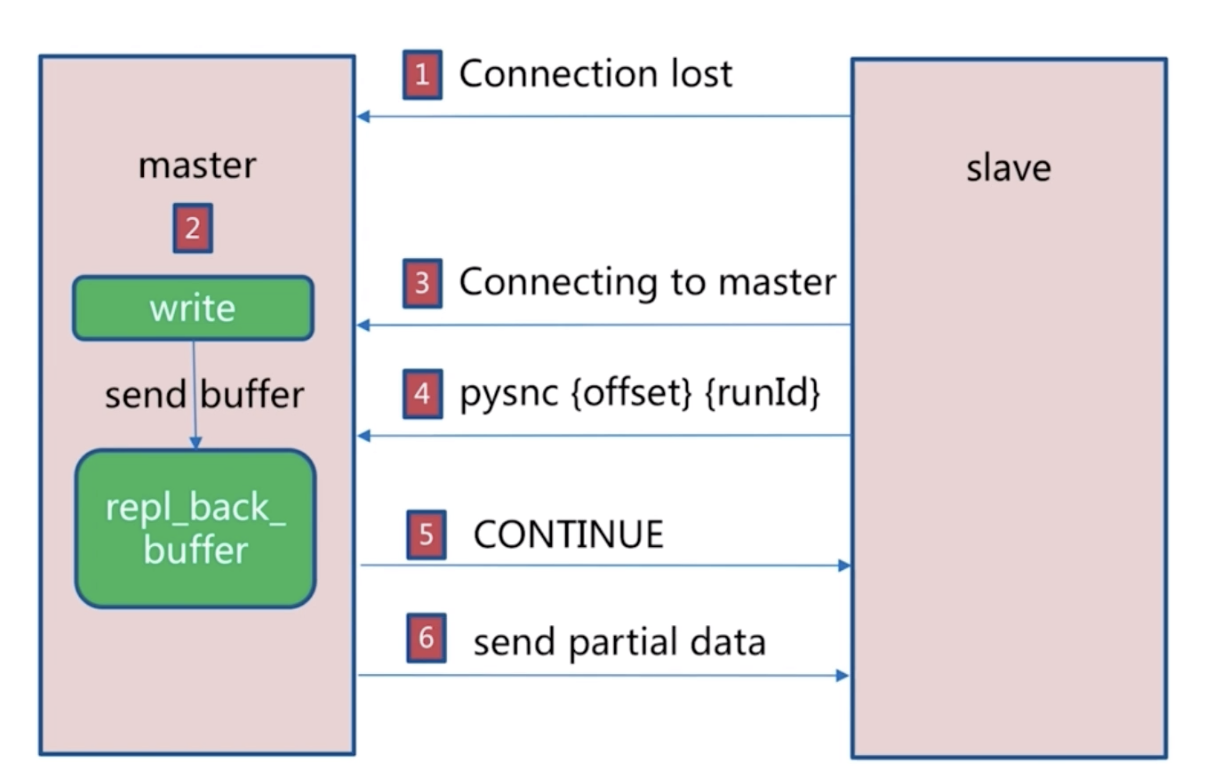 1 Connection lost
master
slave
2
3 Connecting to master
write
send buffer
4 pysnc {offset} {runId}
repl_back_
buffer
5 CONTINUE
6 send partial data